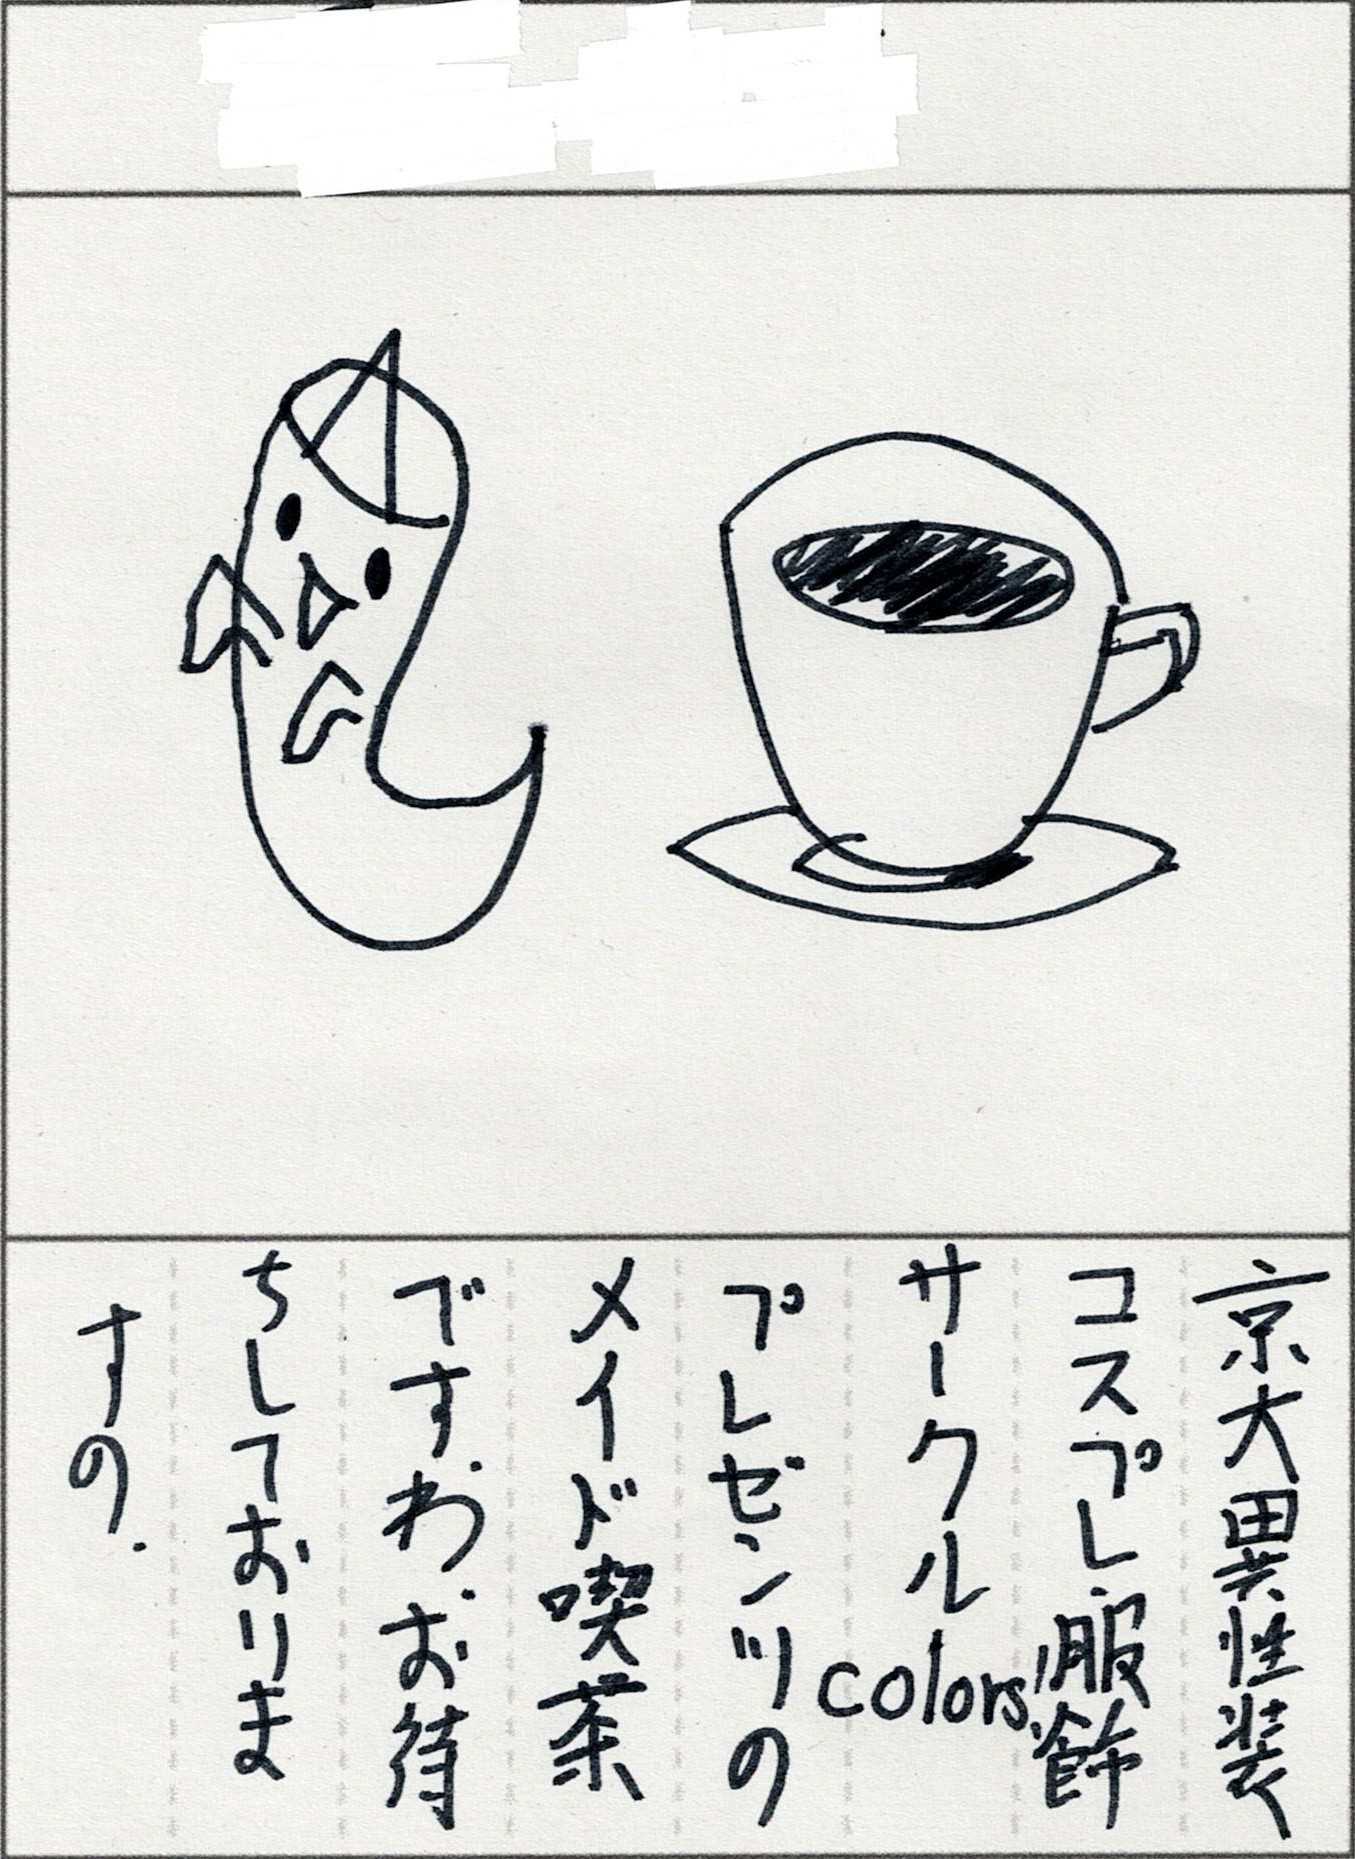 京大異性装
コスプレ・服飾
サークルcolors!
プレゼンツの
メイド喫茶
ですわ.お待
ちしておりま
すの.